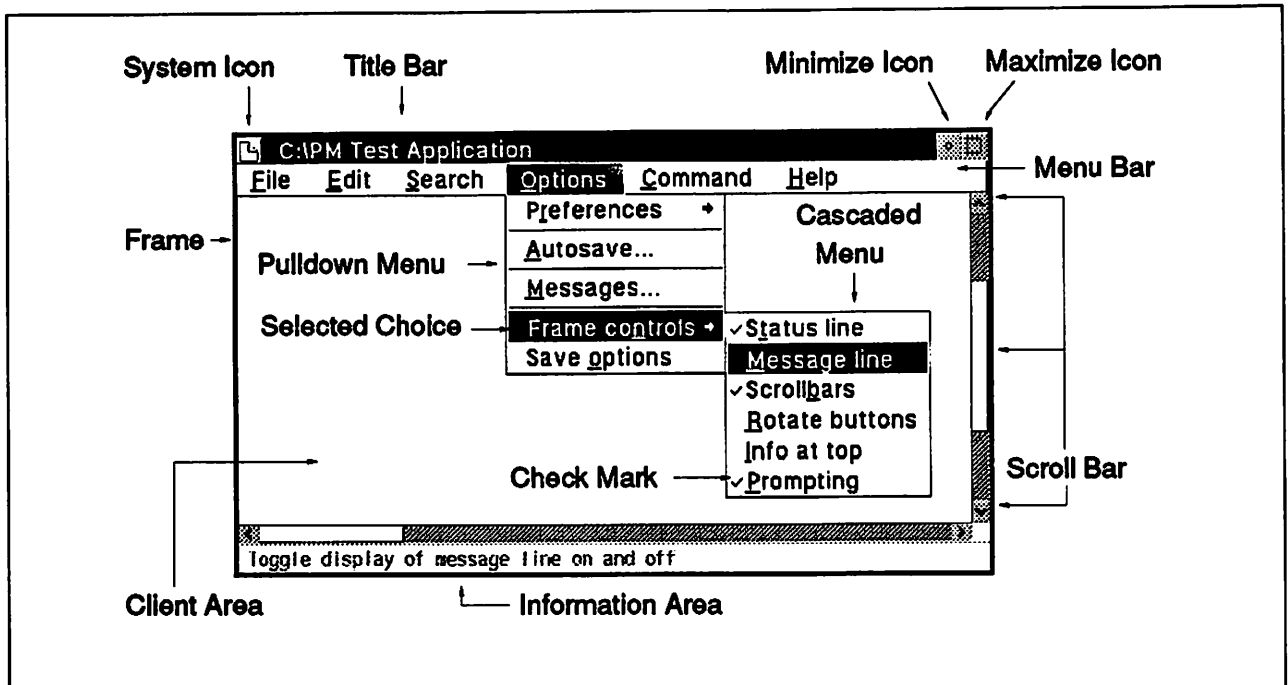 System Icon
Title Bar
Minimize Icon
Maximize Icon
C:\PM Test Application
File Edit Search Options Command Help
Menu Bar
Preferences
Cascaded
Menu
Frame
Autosave...
Pulldown Menu
Messages...
Selected Choice
Frame controls
✓Status line
Save options
Message line
✓Scrollbars
Rotate buttons
Info at top
Check Mark
✓Prompting
Scroll Bar
Toggle display of message line on and off
Client Area
Information Area